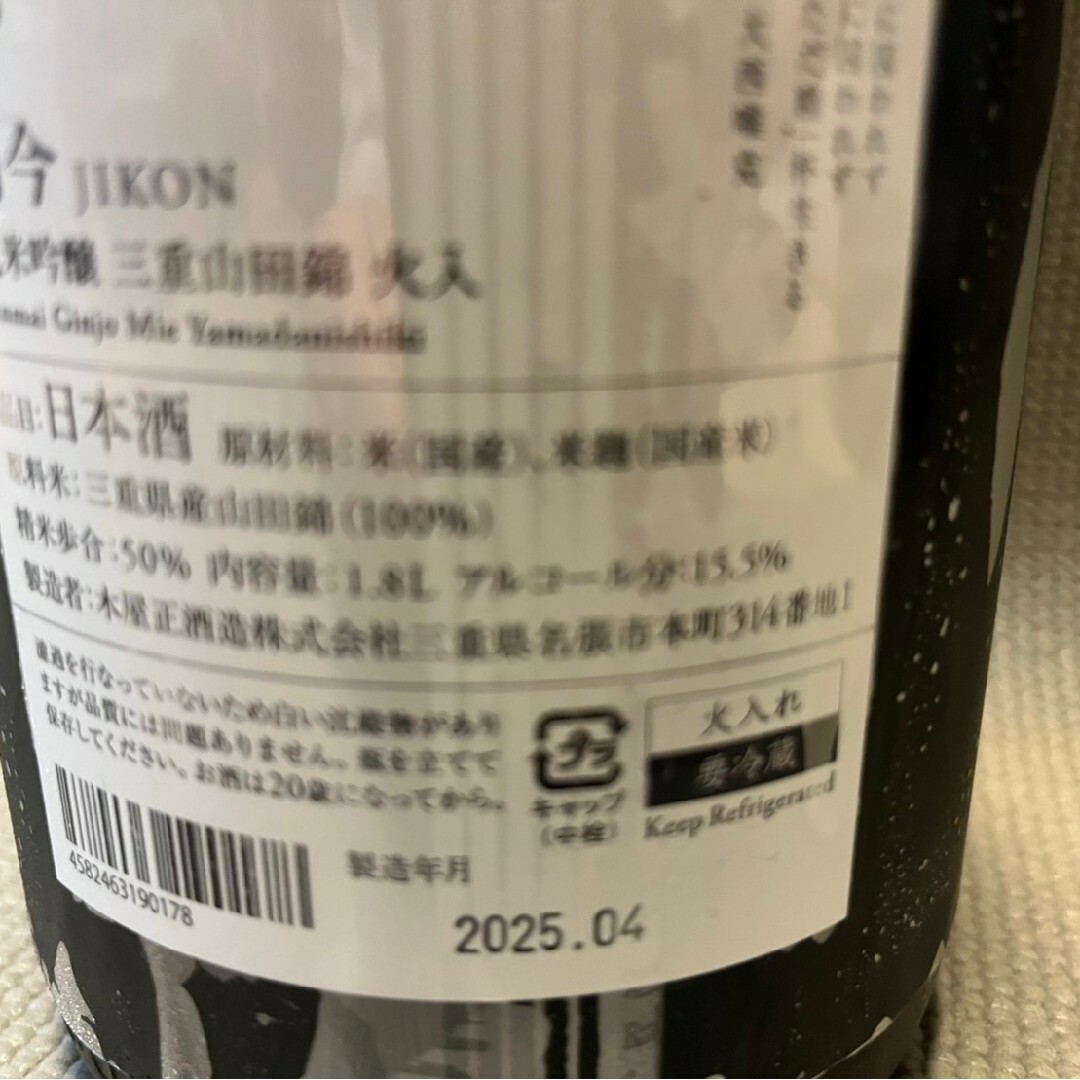 今 JIKON
米吟醸 三重山田錦 火入
Ginjo Mie Yamadanishiki
品目:日本酒 原材料:米(国産)、米麹(国産米)
料米:三重県産山田錦(100%)
精米歩合:50% 内容量:1.8L アルコール分:15.5%
製造者:木屋正酒造株式会社 三重県名張市本町314番地1
濾過を行なっていないため白い沈殿物があり
ますが品質には問題ありません。瓶を立てて
保存してください。お酒は20歳になってから。
プラ
キャップ
(中栓)
火入れ
要冷蔵
Keep Refrigerated
4582463190178
製造年月
2025.04